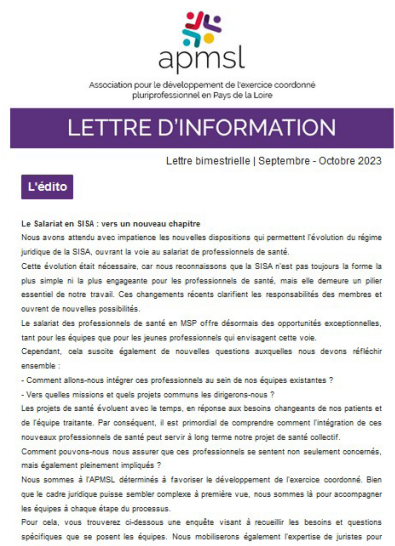 apmsl
Association pour le développement de l'exercice coordonné
pluriprofessionnel en Pays de la Loire
LETTRE D'INFORMATION
Lettre bimestrielle | Septembre - Octobre 2023
L'édito
Le Salariat en SISA : vers un nouveau chapitre
Nous avons attendu avec impatience les nouvelles dispositions qui permettent l'évolution du régime
juridique de la SISA, ouvrant la voie au salariat de professionnels de santé.
Cette évolution était nécessaire, car nous reconnaissons que la SISA n'est pas toujours la forme la
plus simple ni la plus engageante pour les professionnels de santé, mais elle demeure un pilier
essentiel de notre travail. Ces changements récents clarifient les responsabilités des membres et
ouvrent de nouvelles possibilités.
Le salariat des professionnels de santé en MSP offre désormais des opportunités exceptionnelles,
tant pour les équipes que pour les jeunes professionnels qui envisagent cette voie.
Cependant, cela suscite également de nouvelles questions auxquelles nous devons réfléchir
ensemble :
- Comment allons-nous intégrer ces professionnels au sein de nos équipes existantes ?
- Vers quelles missions et quels projets communs les dirigerons-nous ?
Les projets de santé évoluent avec le temps, en réponse aux besoins changeants de nos patients et
de l'équipe traitante. Par conséquent, il est primordial de comprendre comment l'intégration de ces
nouveaux professionnels de santé peut servir à long terme notre projet de santé collectif.
Comment pouvons-nous nous assurer que ces professionnels se sentent non seulement concernés,
mais également pleinement impliqués ?
Nous sommes à l'APMSL déterminés à favoriser le développement de l'exercice coordonné. Bien
que le cadre juridique puisse sembler complexe à première vue, nous sommes là pour accompagner
les équipes à chaque étape du processus.
Pour cela, vous trouverez ci-dessous une enquête visant à recueillir les besoins et questions
spécifiques que se posent les équipes. Nous mobiliserons également l'expertise de juristes pour